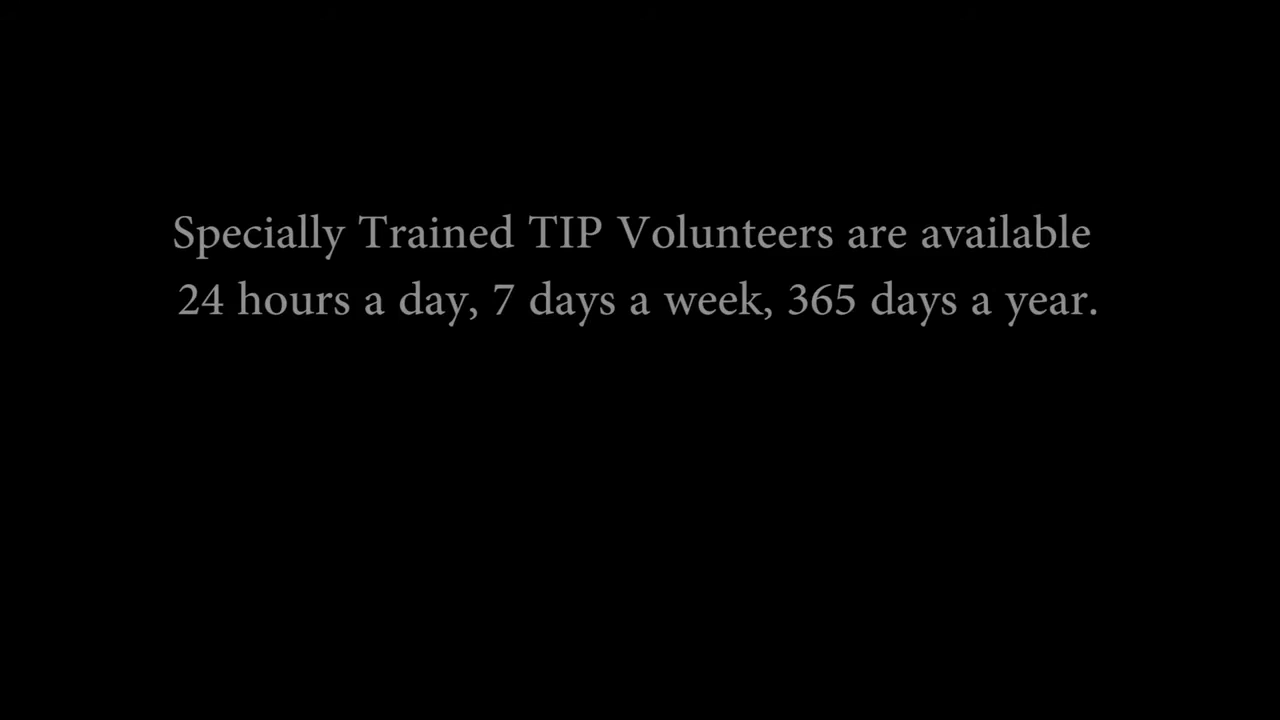 Specially Trained TIP Volunteers are available
24 hours a day, 7 days a week, 365 days a year.